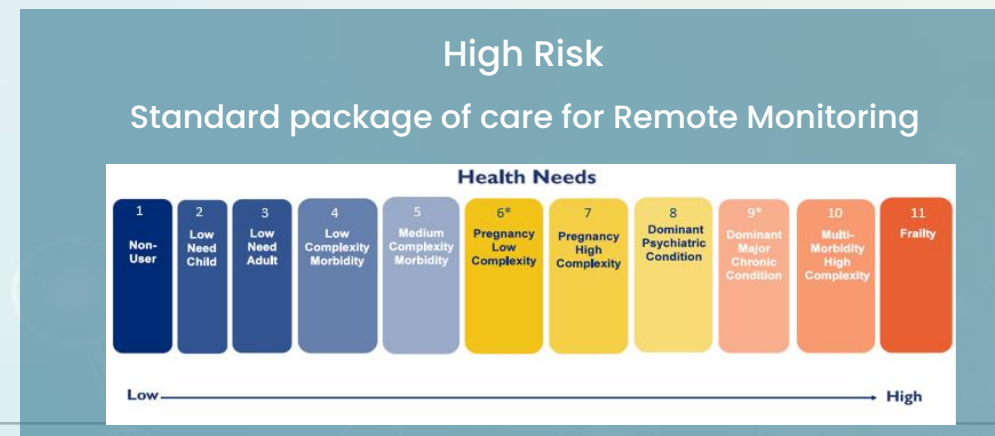 High Risk
Standard package of care for Remote Monitoring
Health Needs
1
Non-
User
2
Low
Need
Child
3
Low
Need
Adult
4
Low
Complexity
Morbidity
5
Medium
Complexity
Morbidity
6*
Pregnancy
Low
Complexity
7
Pregnancy
High
Complexity
8
Dominant
Psychiatric
Condition
9*
Dominant
Major
Chronic
Condition
10
Multi-
Morbidity
High
Complexity
11
Frailty
Low
High